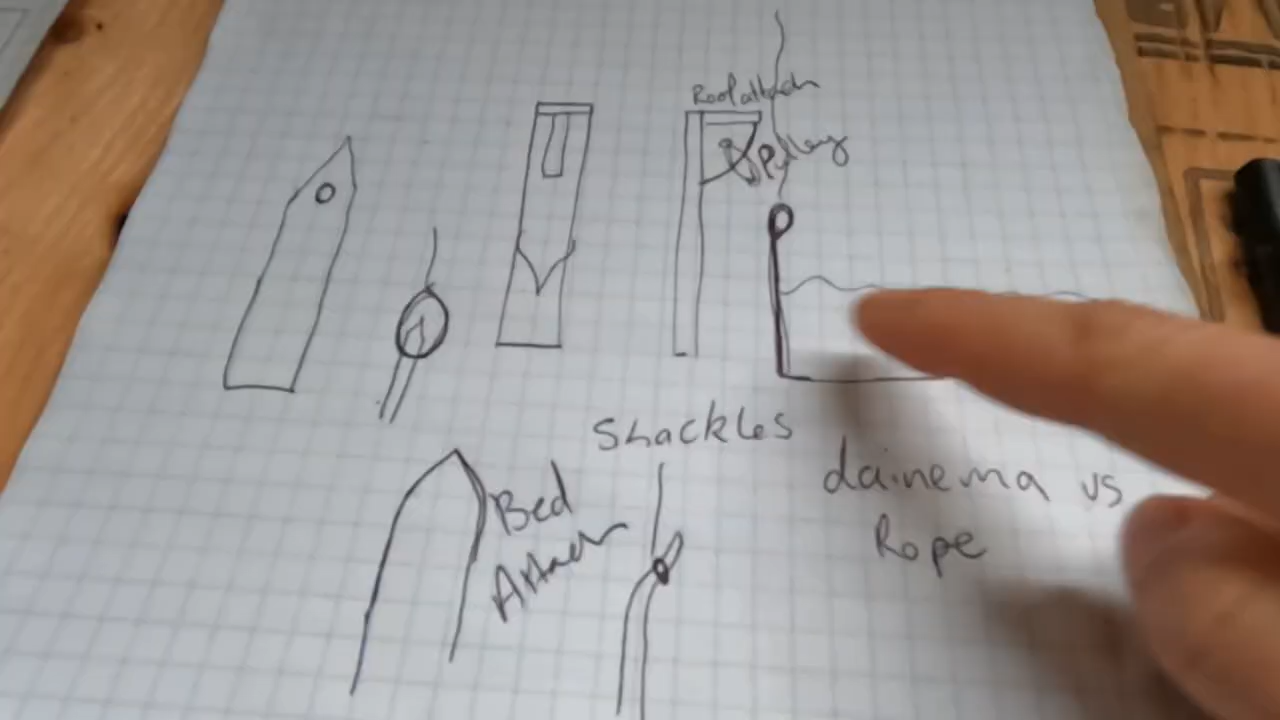 Roof attach
Pulley
Shackles
dainema vs
Rope
Bed
Attach